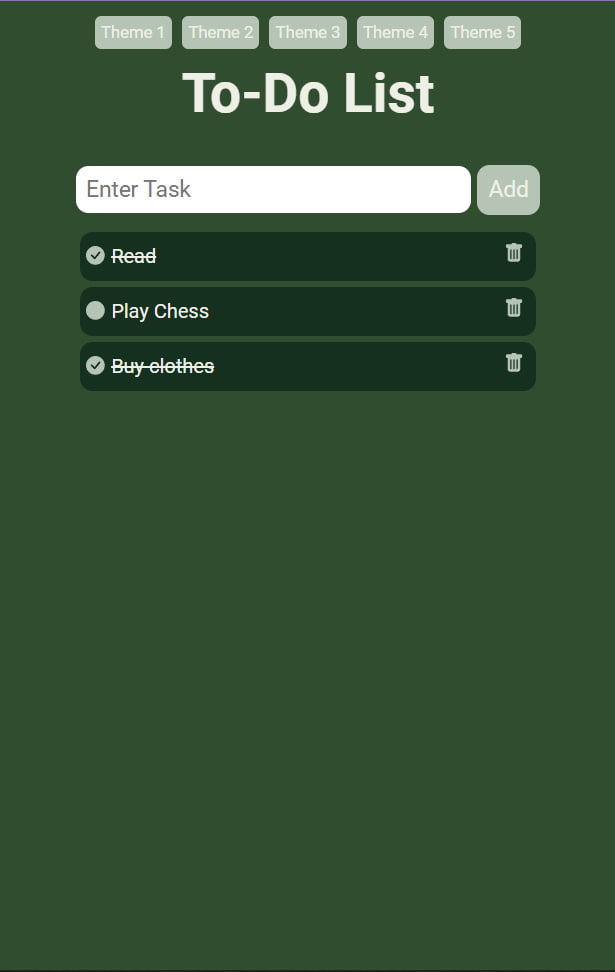 Theme 1 Theme 2 Theme 3 Theme 4 Theme 5
To-Do List
Enter Task Add
Read
Play Chess
Buy clothes